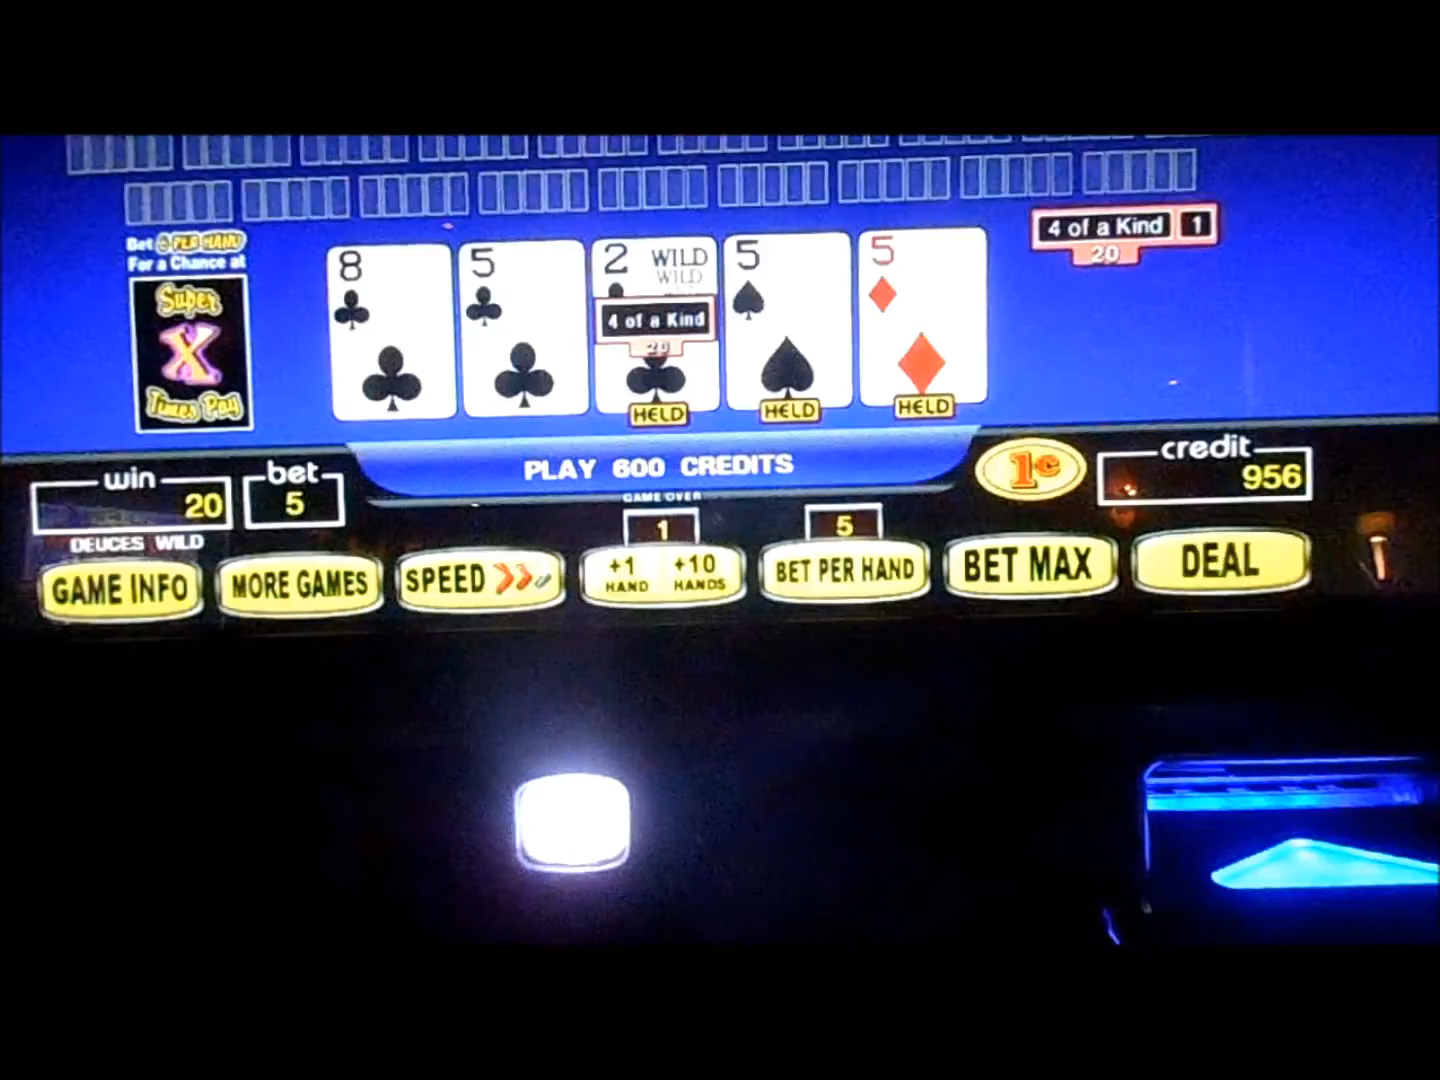 Bet 6 PER HAND
For a Chance at
Super
X
Times Pay
8
5
2 WILD
WILD
4 of a Kind
20
HELD
5
HELD
5
HELD
4 of a Kind 1
20
win
20
bet
5
PLAY 600 CREDITS
GAME OVER
1¢
credit
956
DEUCES WILD
1
5
GAME INFO
MORE GAMES
SPEED
+1 HAND
+10 HANDS
BET PER HAND
BET MAX
DEAL